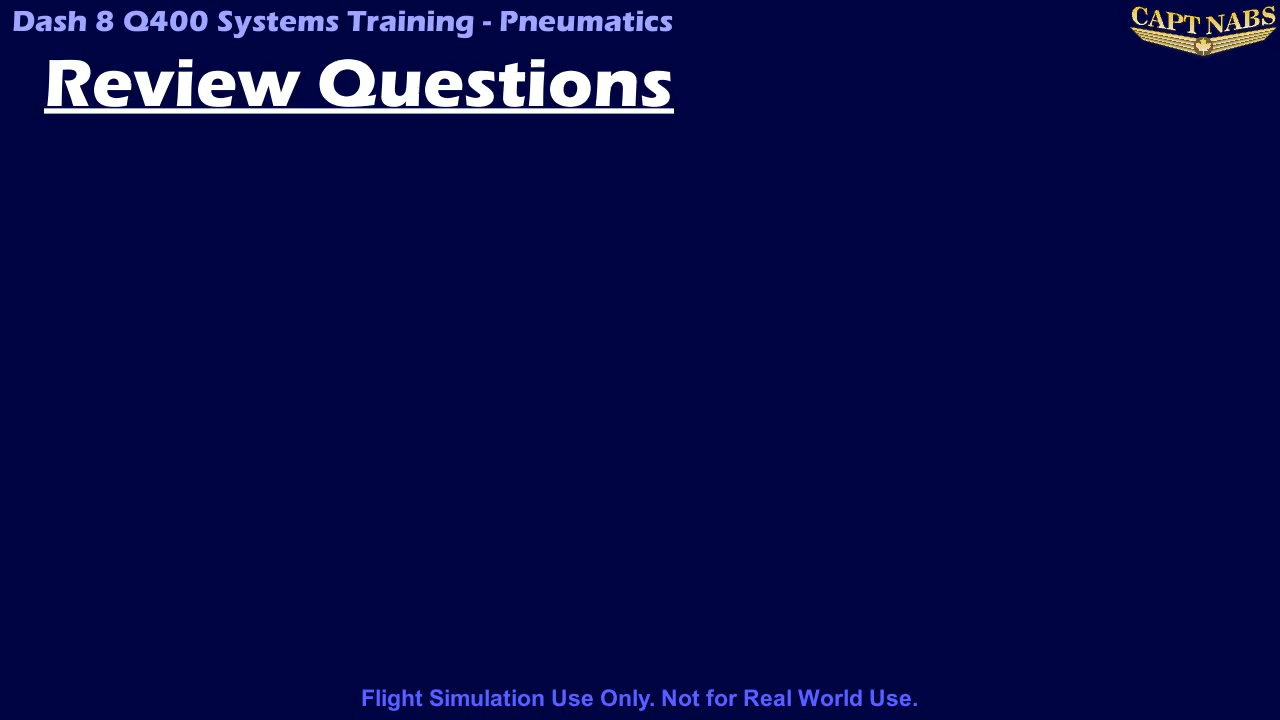 Dash 8 Q400 Systems Training - Pneumatics
CAPT NABS
Review Questions
Flight Simulation Use Only. Not for Real World Use.